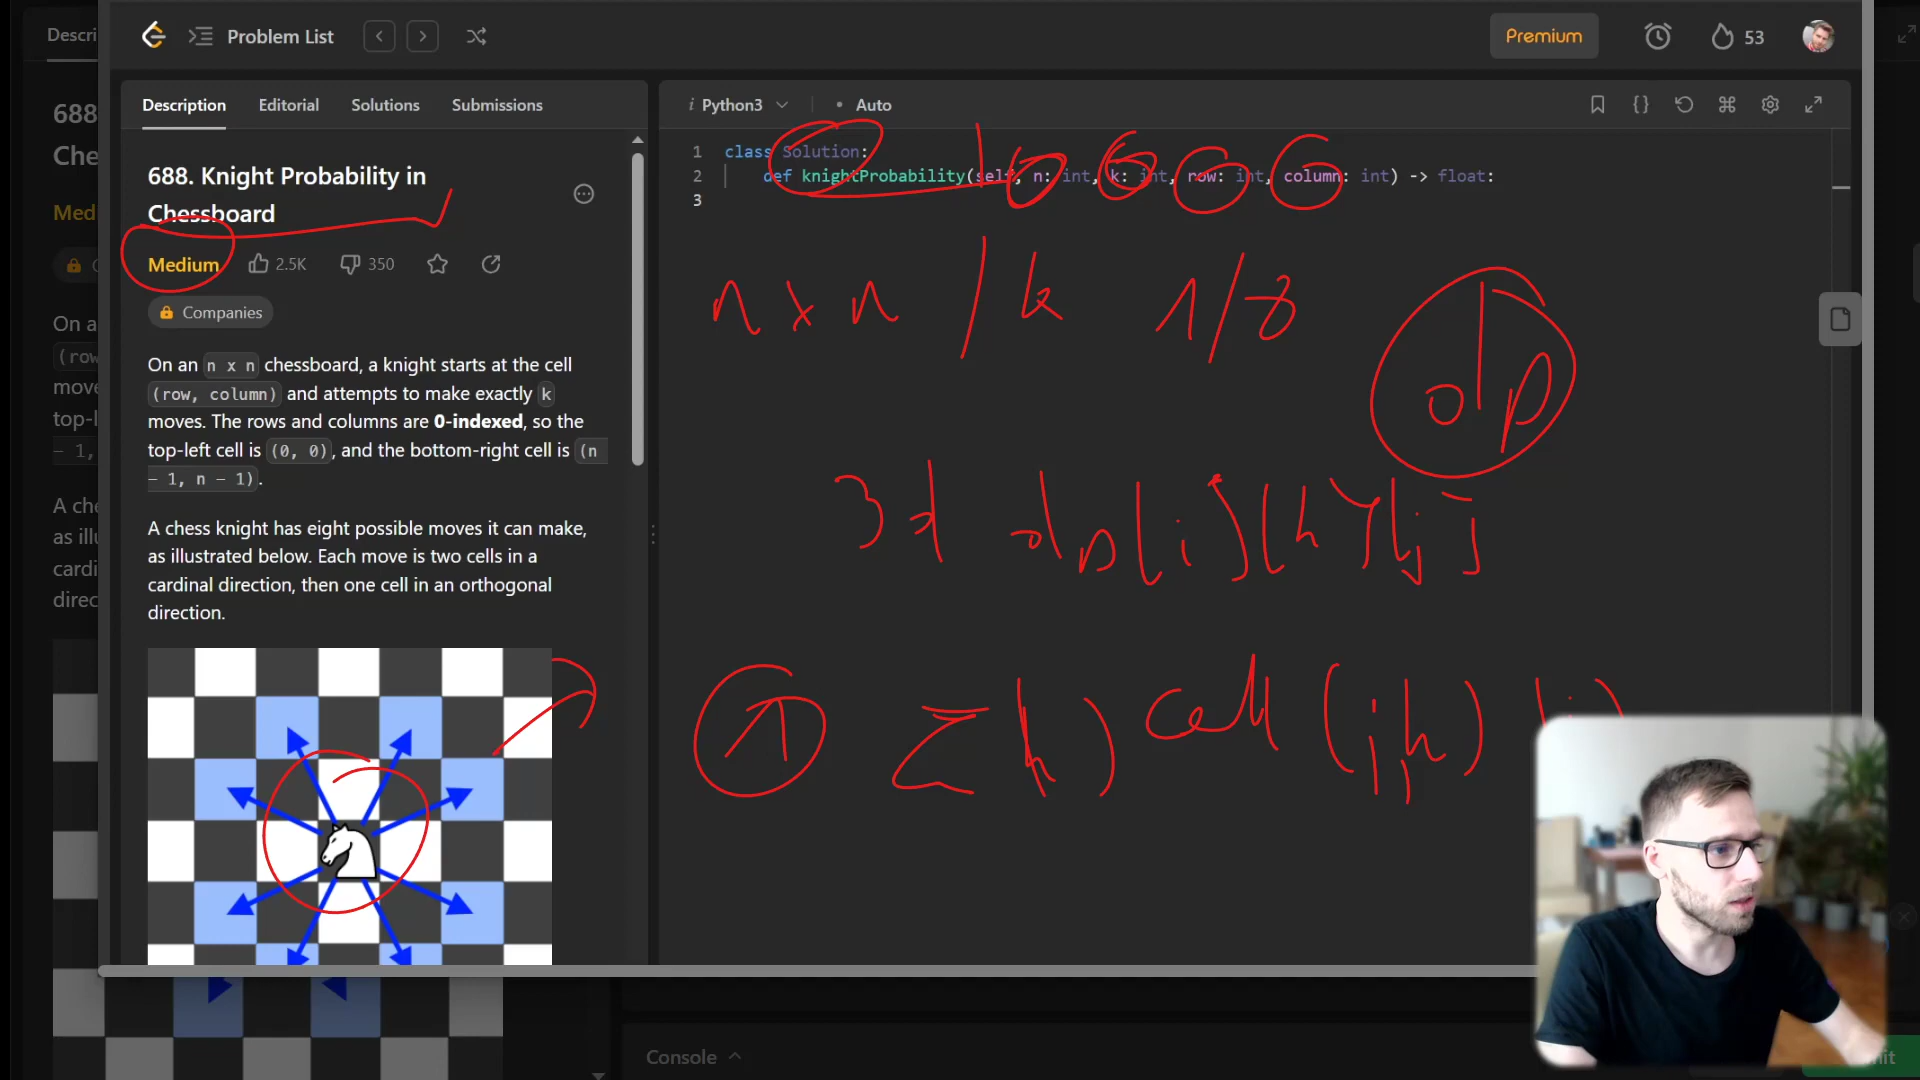 Descri
Problem List
Premium
53
Description Editorial Solutions Submissions
i Python3 • Auto
688
Che
Med
688. Knight Probability in
Chessboard
Medium 2.5K 350
Companies
On an n x n chessboard, a knight starts at the cell
(row, column) and attempts to make exactly k
moves. The rows and columns are 0-indexed, so the
top-left cell is (0, 0), and the bottom-right cell is (n
- 1, n - 1).
A chess knight has eight possible moves it can make,
as illustrated below. Each move is two cells in a
cardinal direction, then one cell in an orthogonal
direction.
On a
(row
move
top-l
- 1,
A che
as ill
cardi
direc
1 class Solution:
2 def knightProbability(self, n: int, k: int, row: int, column: int) -> float:
3
n x n / k 1/8
dp
3d dp[i][h][j]
Console